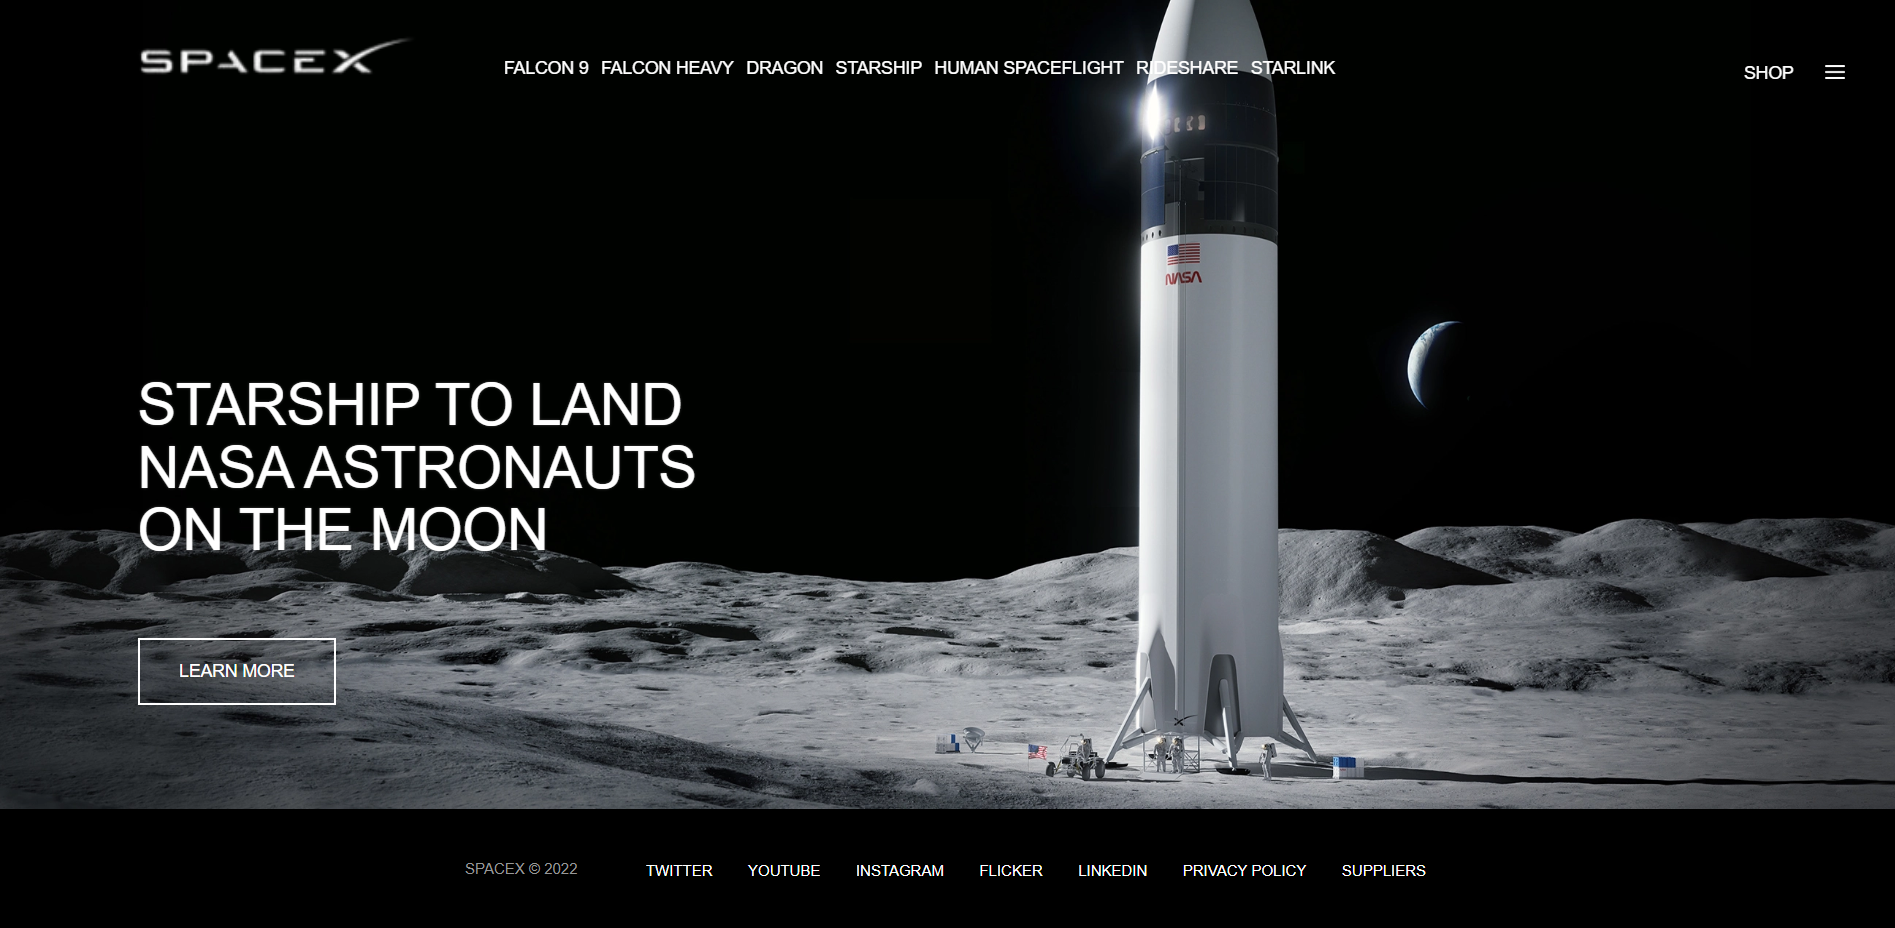 SPACEX
FALCON 9 FALCON HEAVY DRAGON STARSHIP HUMAN SPACEFLIGHT RIDESHARE STARLINK
SHOP
NASA
STARSHIP TO LAND
NASA ASTRONAUTS
ON THE MOON
LEARN MORE
SPACEX © 2022 TWITTER YOUTUBE INSTAGRAM FLICKER LINKEDIN PRIVACY POLICY SUPPLIERS